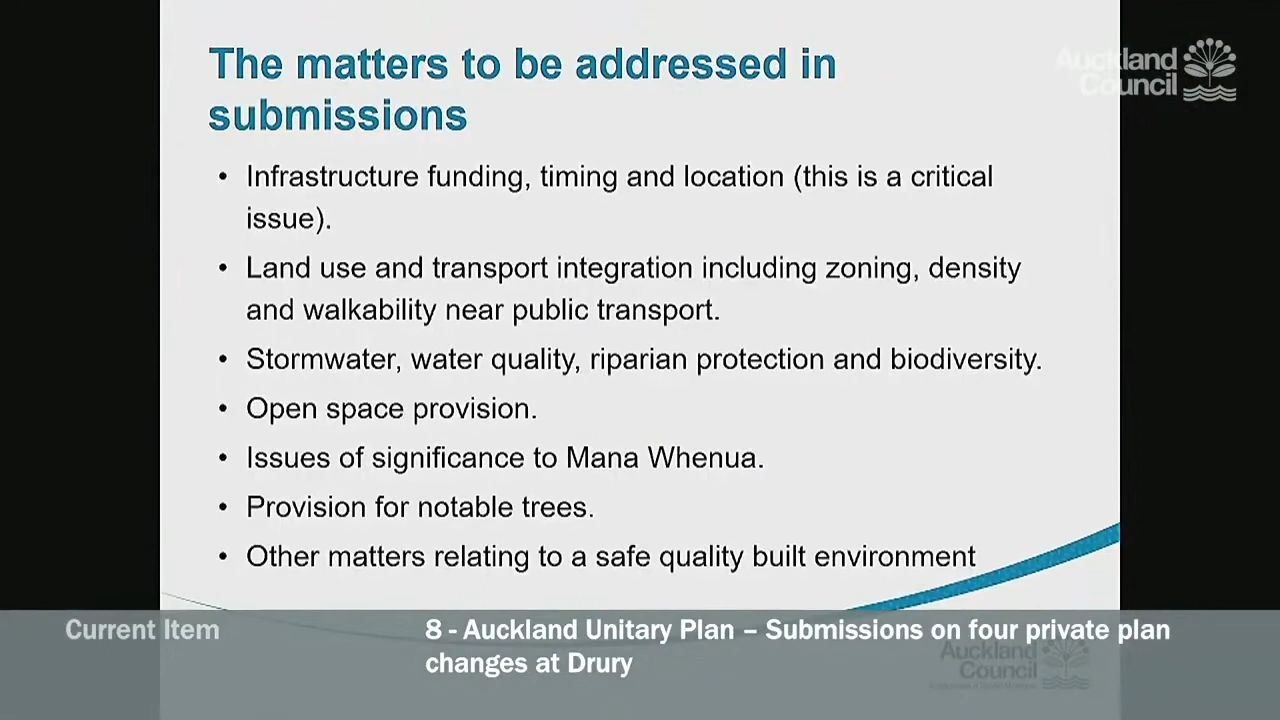 The matters to be addressed in
submissions
Auckland
Council
• Infrastructure funding, timing and location (this is a critical
issue).
• Land use and transport integration including zoning, density
and walkability near public transport.
• Stormwater, water quality, riparian protection and biodiversity.
• Open space provision.
• Issues of significance to Mana Whenua.
• Provision for notable trees.
• Other matters relating to a safe quality built environment
Current Item
8 - Auckland Unitary Plan – Submissions on four private plan
changes at Drury
Auckland
Council